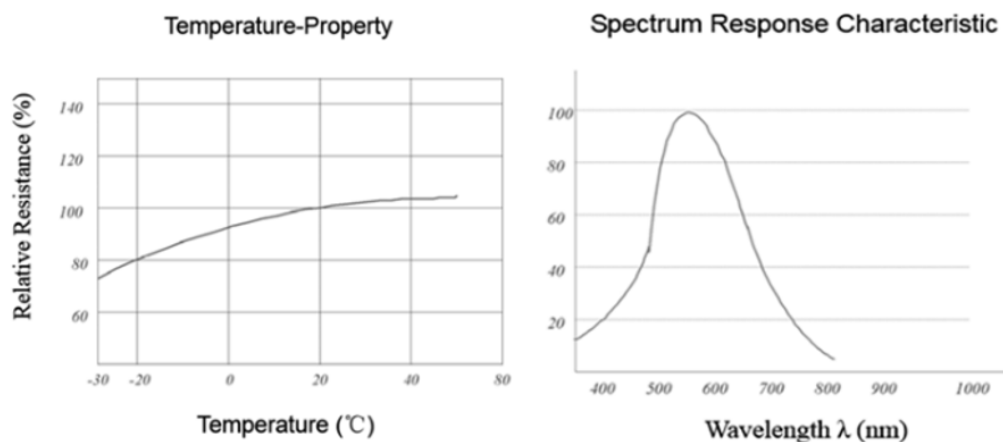 Temperature-Property
Relative Resistance (%)
140
120
100
80
60
-30 -20 0 20 40 80
Temperature (℃)
Spectrum Response Characteristic
100
80
60
40
20
400 500 600 700 800 900 1000
Wavelength λ (nm)